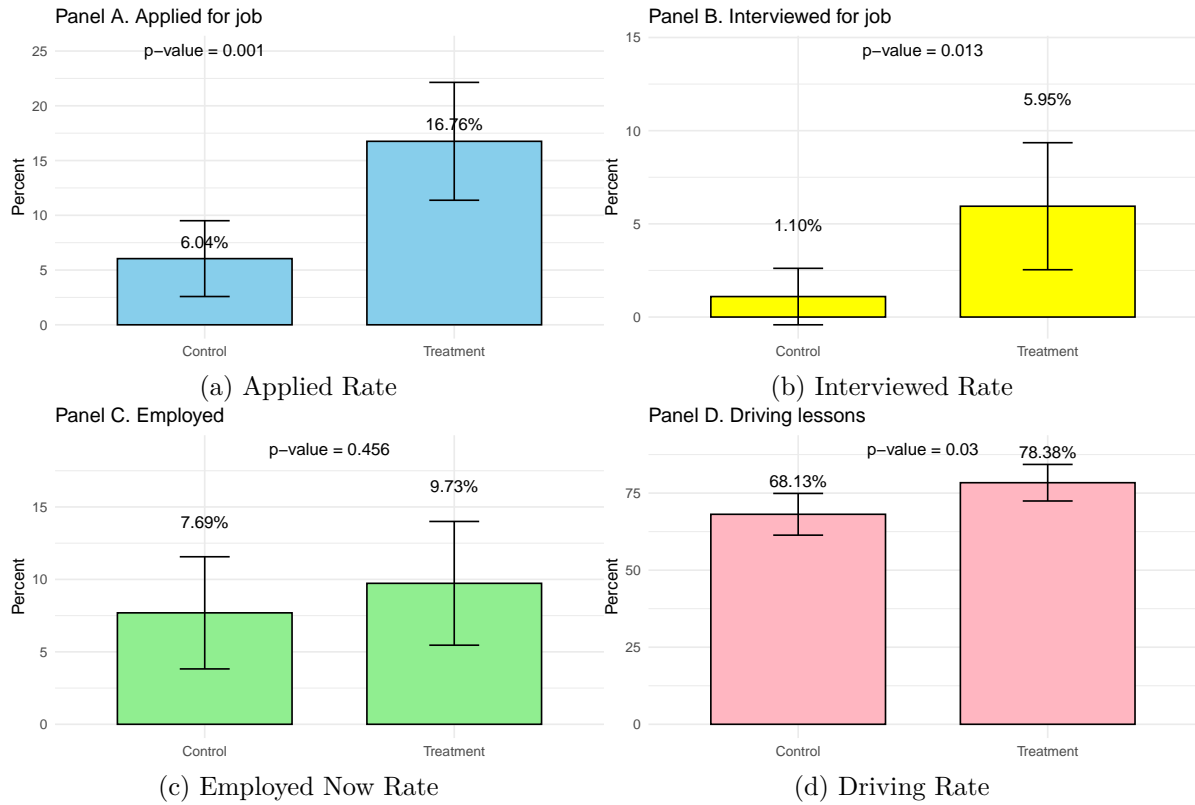 Panel A. Applied for job
p−value = 0.001
25
20
15
10
5
0
Percent
6.04%
16.76%
Control
Treatment
(a) Applied Rate
Panel B. Interviewed for job
p−value = 0.013
15
10
5
0
Percent
1.10%
5.95%
Control
Treatment
(b) Interviewed Rate
Panel C. Employed
p−value = 0.456
15
10
5
0
Percent
7.69%
9.73%
Control
Treatment
(c) Employed Now Rate
Panel D. Driving lessons
p−value = 0.03
75
50
25
0
Percent
68.13%
78.38%
Control
Treatment
(d) Driving Rate